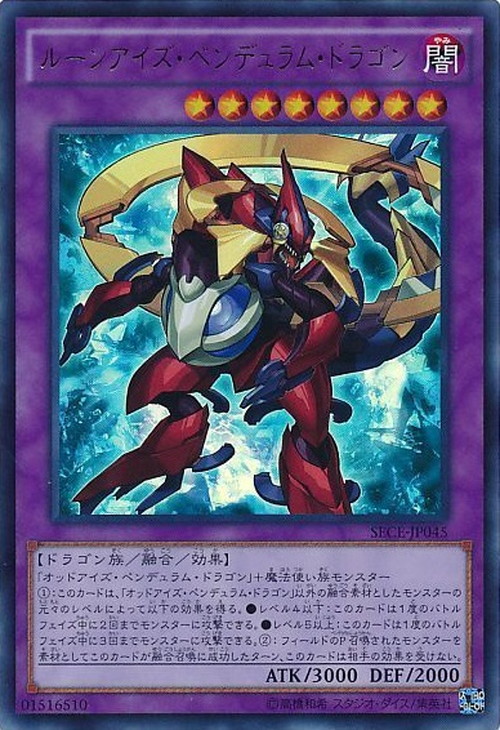 ルーンアイズ・ペンデュラム・ドラゴン
闇
SECE-JP045
【ドラゴン族/融合/効果】
「オッドアイズ・ペンデュラム・ドラゴン」+魔法使い族モンスター
①:このカードは、「オッドアイズ・ペンデュラム・ドラゴン」以外の融合素材としたモンスターの
元々のレベルによって以下の効果を得る。●レベル4以下:このカードは1度のバトル
フェイズ中に2回までモンスターに攻撃できる。●レベル5以上:このカードは1度のバトル
フェイズ中に3回までモンスターに攻撃できる。②:フィールドのP召喚されたモンスターを
素材としてこのカードが融合召喚に成功したターン、このカードは相手の効果を受けない。
ATK/3000 DEF/2000
01516510
©高橋和希 スタジオ・ダイス/集英社